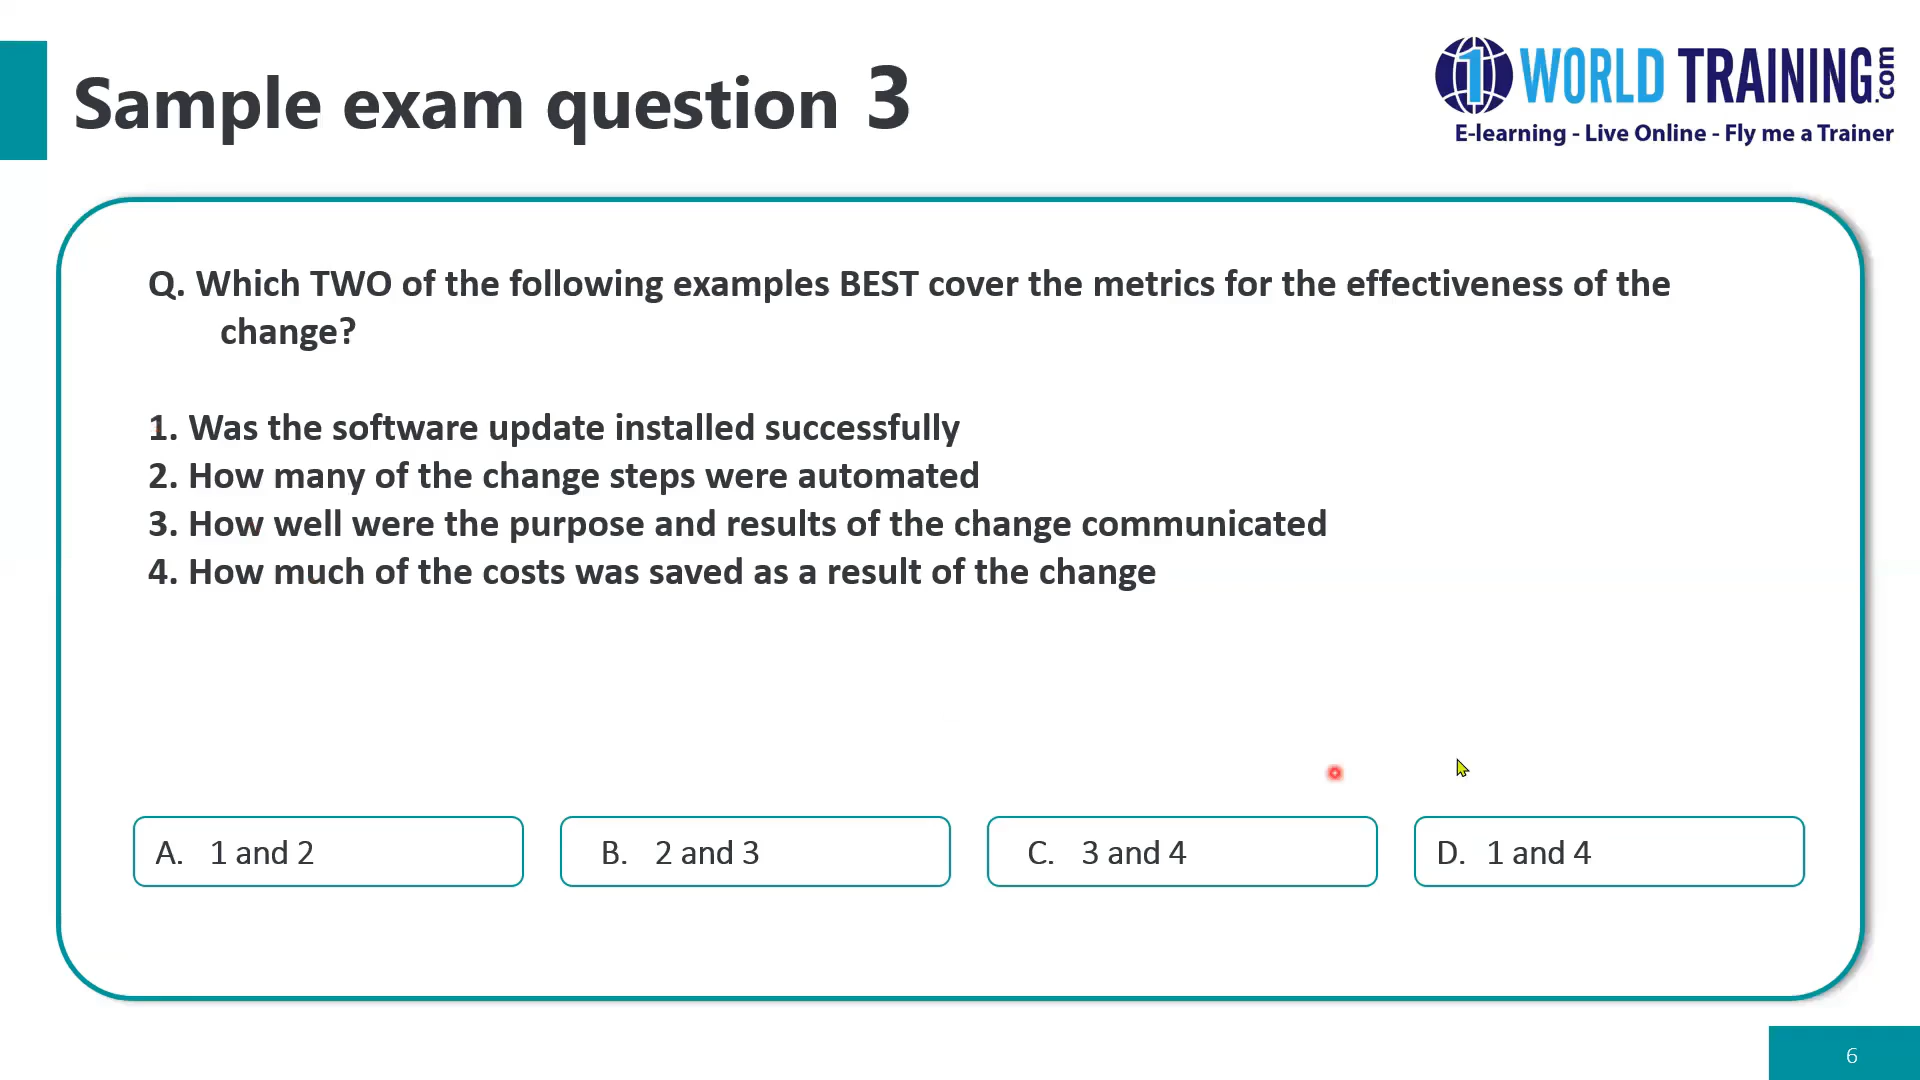 Sample exam question 3
1 WORLD TRAINING.com
E-learning - Live Online - Fly me a Trainer
Q. Which TWO of the following examples BEST cover the metrics for the effectiveness of the
change?
1. Was the software update installed successfully
2. How many of the change steps were automated
3. How well were the purpose and results of the change communicated
4. How much of the costs was saved as a result of the change
A. 1 and 2
B. 2 and 3
C. 3 and 4
D. 1 and 4
6